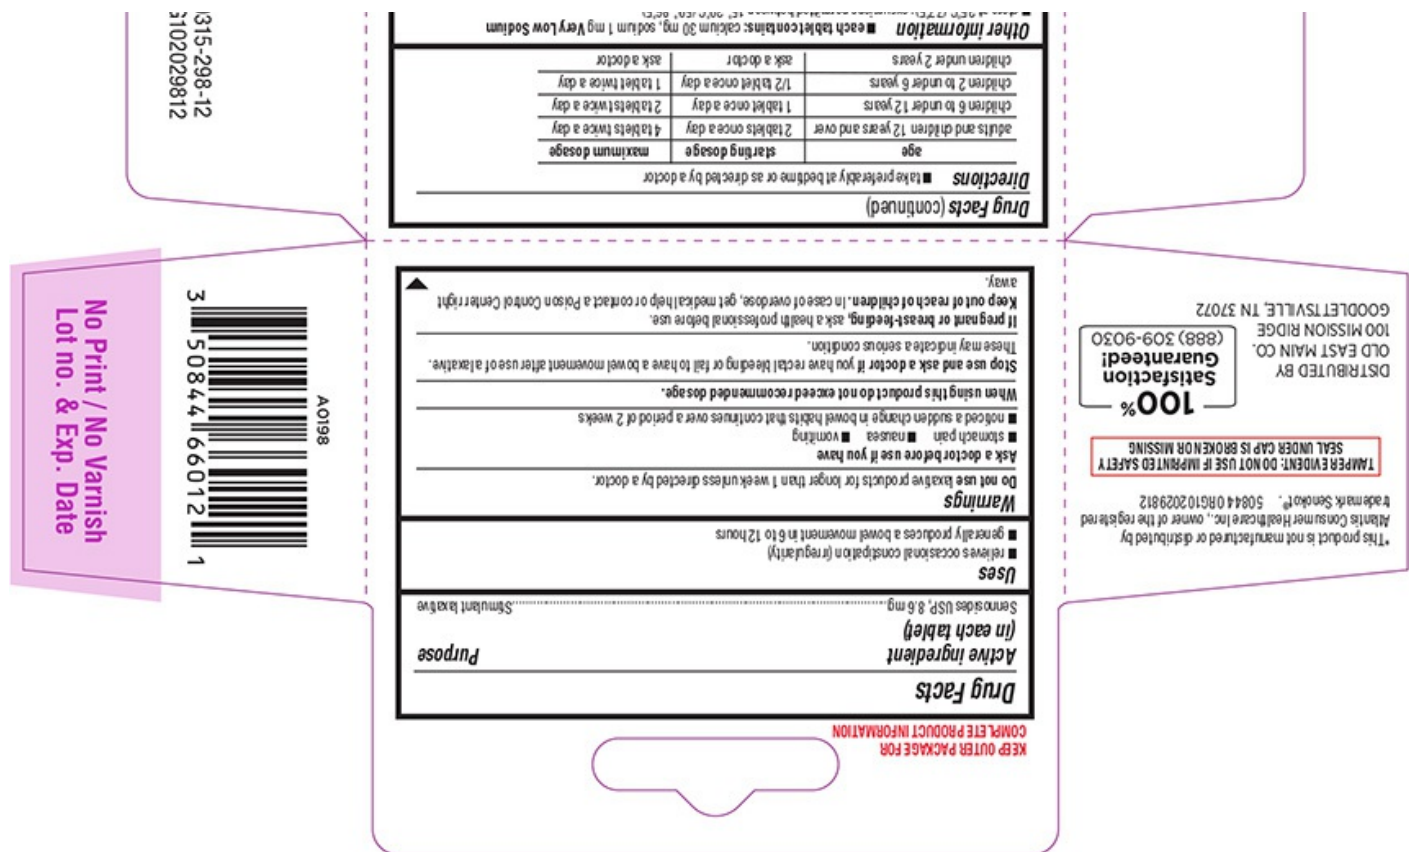 KEEP OUTER PACKAGE FOR
COMPLETE PRODUCT INFORMATION
Drug Facts
Active ingredient
(in each tablet)
Purpose
Sennosides USP, 8.6 mg Stimulant laxative
Uses
■ relieves occasional constipation (irregularity)
■ generally produces a bowel movement in 6 to 12 hours
Warnings
Do not use laxative products for longer than 1 week unless directed by a doctor.
Ask a doctor before use if you have
■ stomach pain ■ nausea ■ vomiting
■ noticed a sudden change in bowel habits that continues over a period of 2 weeks
When using this product do not exceed recommended dosage.
Stop use and ask a doctor if you have rectal bleeding or fail to have a bowel movement after use of a laxative.
These may indicate a serious condition.
If pregnant or breast-feeding, ask a health professional before use.
Keep out of reach of children. In case of overdose, get medical help or contact a Poison Control Center right
away.
Drug Facts (continued)
Directions ■ take preferably at bedtime or as directed by a doctor
age starting dosage maximum dosage
adults and children 12 years and over 2 tablets once a day 4 tablets twice a day
children 6 to under 12 years 1 tablet once a day 2 tablets twice a day
children 2 to under 6 years 1/2 tablet once a day 1 tablet twice a day
children under 2 years ask a doctor ask a doctor
Other information ■ each tablet contains: calcium 30 mg, sodium 1 mg Very Low Sodium
*This product is not manufactured or distributed by
Atlantis Consumer Healthcare Inc., owner of the registered
trademark Senokot®. 50844 ORG102029812
TAMPER EVIDENT: DO NOT USE IF IMPRINTED SAFETY
SEAL UNDER CAP IS BROKEN OR MISSING
100%
Satisfaction
Guaranteed!
(888) 309-9030
DISTRIBUTED BY
OLD EAST MAIN CO.
100 MISSION RIDGE
GOODLETTSVILLE, TN 37072
A0198
3 50844 66012 1
No Print / No Varnish
Lot no. & Exp. Date
0315-298-12
G102029812